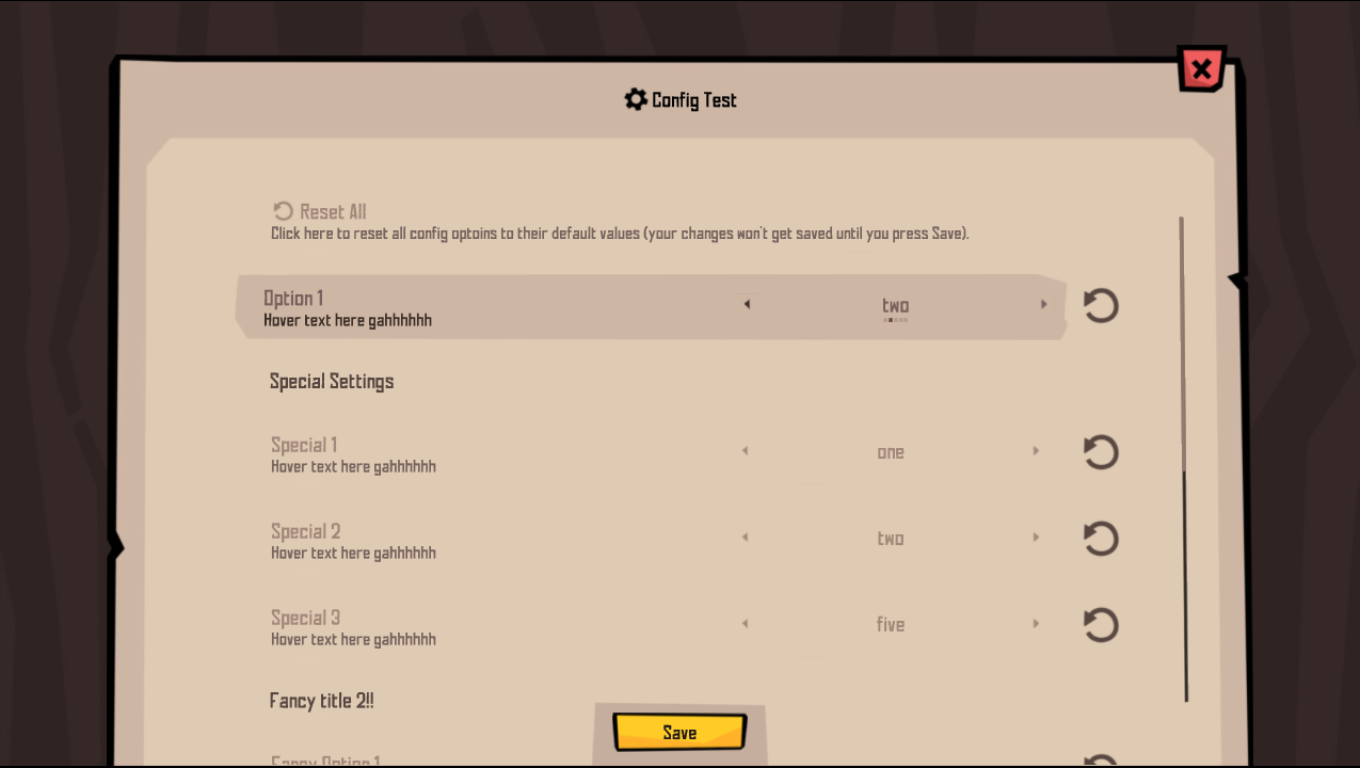 Config Test
Reset All
Click here to reset all config optoins to their default values (your changes won't get saved until you press Save).
Option 1
Hover text here gahhhhhh
two
Special Settings
Special 1
Hover text here gahhhhhh
one
Special 2
Hover text here gahhhhhh
two
Special 3
Hover text here gahhhhhh
five
Fancy title 2!!
Save
Fancy Option 1